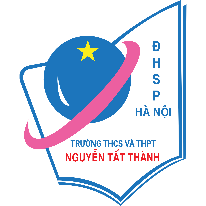 ĐHSP
HÀ NỘI
TRƯỜNG THCS VÀ THPT
NGUYỄN TẤT THÀNH